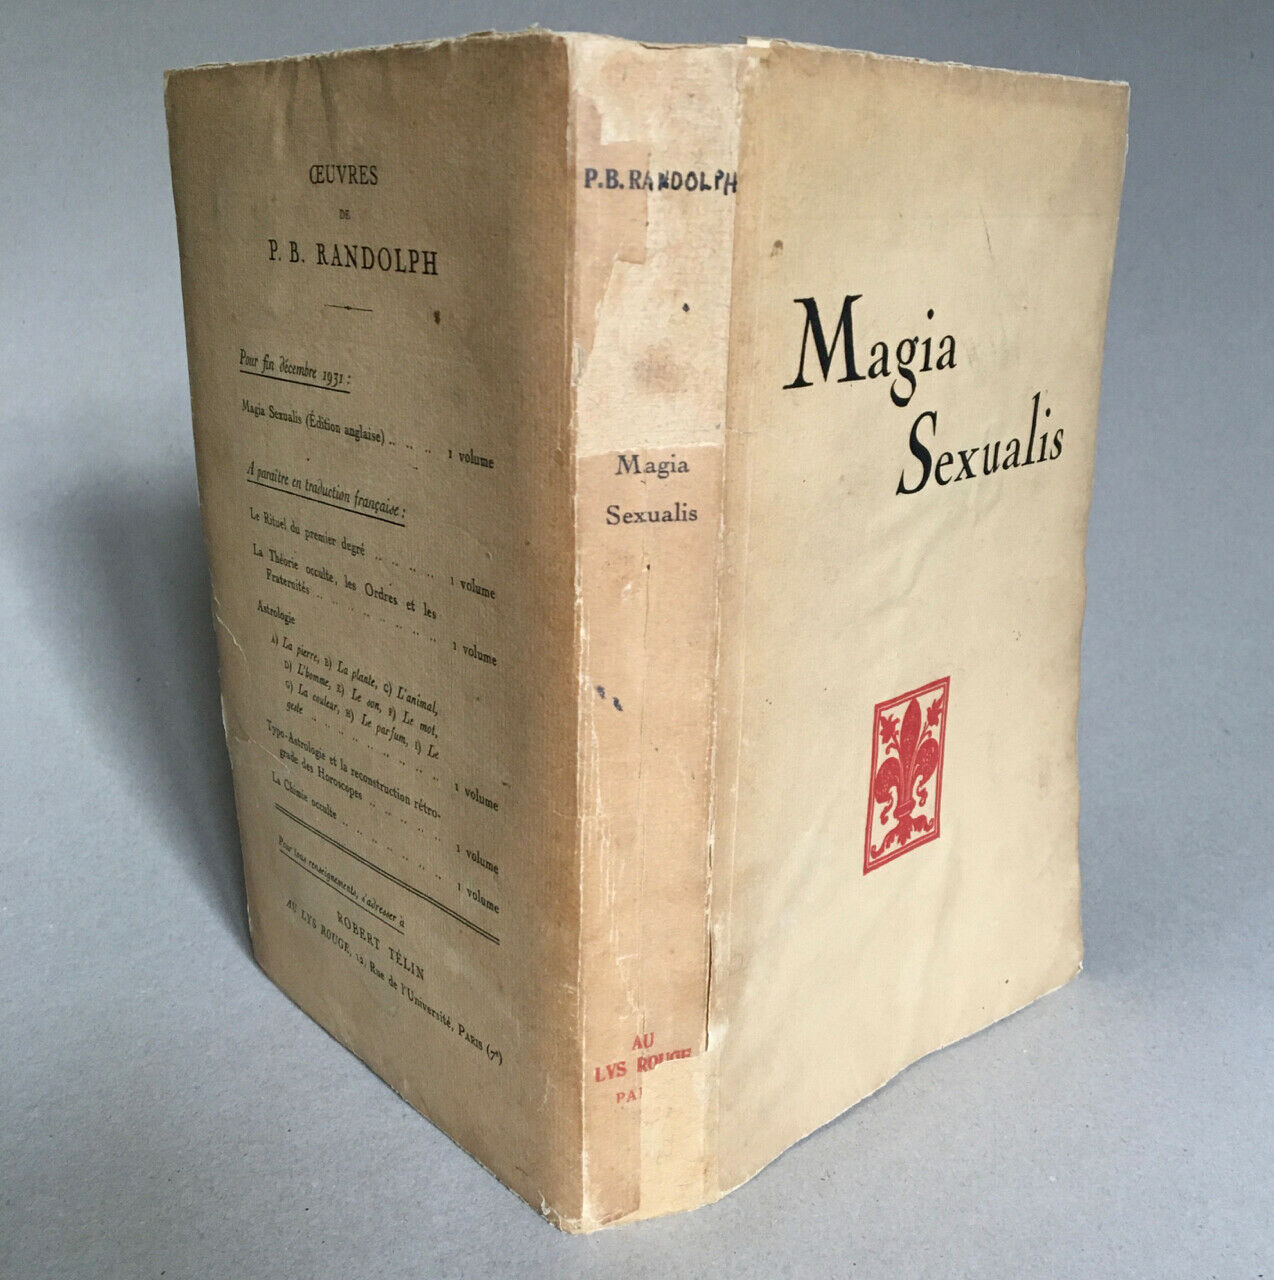 ŒUVRES
DE
P. B. RANDOLPH
Pour fin décembre 1931 :
Magia Sexualis (Édition anglaise) .. .. .. 1 volume
A paraître en traduction française :
Le Rituel du premier degré .. .. .. .. 1 volume
La Théorie occulte, les Ordres et les
Fraternités .. .. .. .. .. .. .. 1 volume
Astrologie
A) La pierre, B) La plante, C) L'animal,
D) L'homme, E) Le son, F) Le mot,
G) La couleur, H) Le parfum, I) Le
geste .. .. .. .. .. .. .. .. 1 volume
Typo-Astrologie et la reconstruction rétro-
grade des Horoscopes .. .. .. .. 1 volume
La Chimie occulte .. .. .. .. .. .. 1 volume
Pour tous renseignements, s'adresser à
ROBERT TÉLIN
AU LYS ROUGE, 12, Rue de l'Université, PARIS (7e)
P.B. RANDOLPH
Magia
Sexualis
AU
LYS ROUGE
PA
Magia
Sexualis